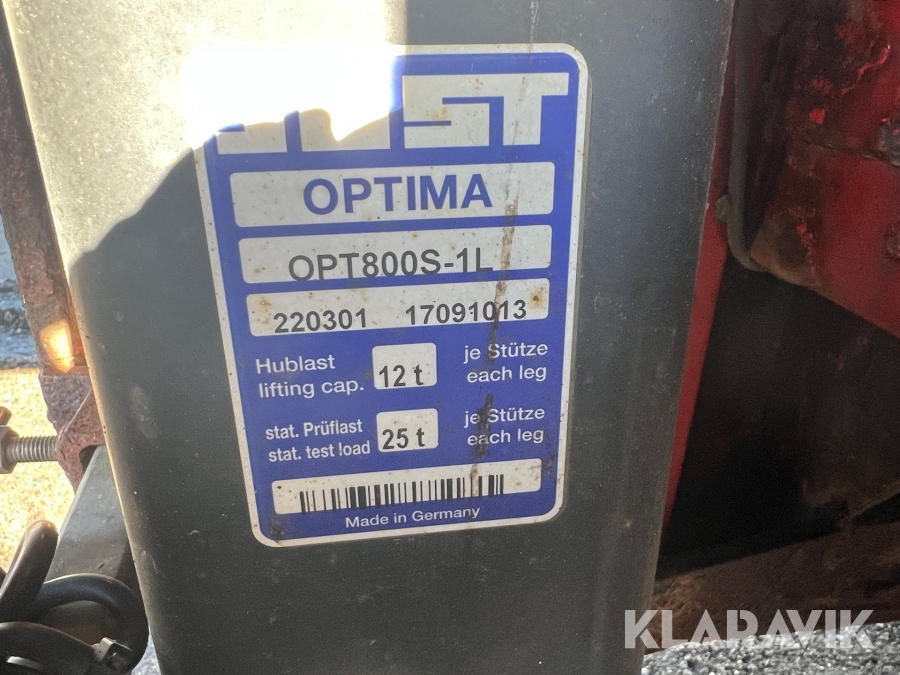 JOST
OPTIMA
OPT800S-1L
220301 17091013
Hublast
lifting cap.
12 t
je Stütze
each leg
stat. Prüflast
stat. test load
25 t
je Stütze
each leg
Made in Germany
KLARAVIK